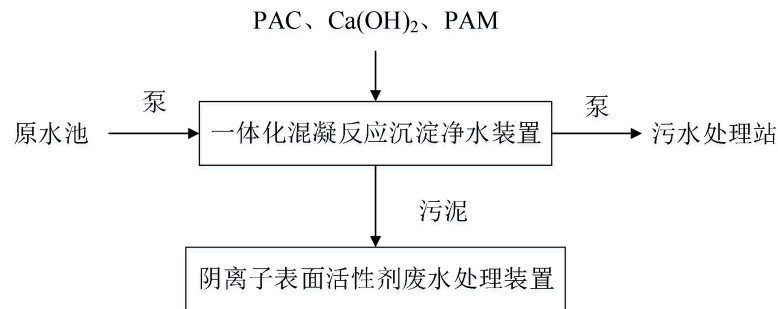 PAC、Ca(OH)₂、PAM
泵
泵
原水池
一体化混凝反应沉淀净水装置
污水处理站
污泥
阴离子表面活性剂废水处理装置